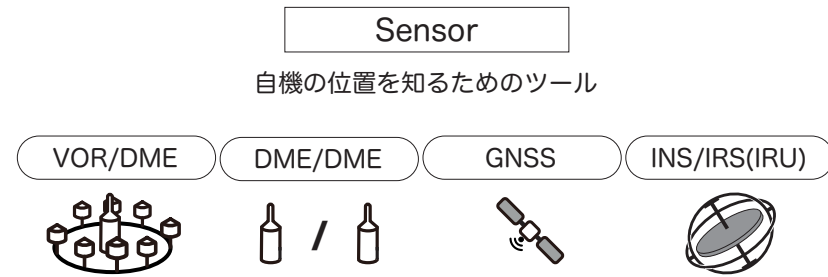 Sensor
自機の位置を知るためのツール
VOR/DME
DME/DME
GNSS
INS/IRS(IRU)
/